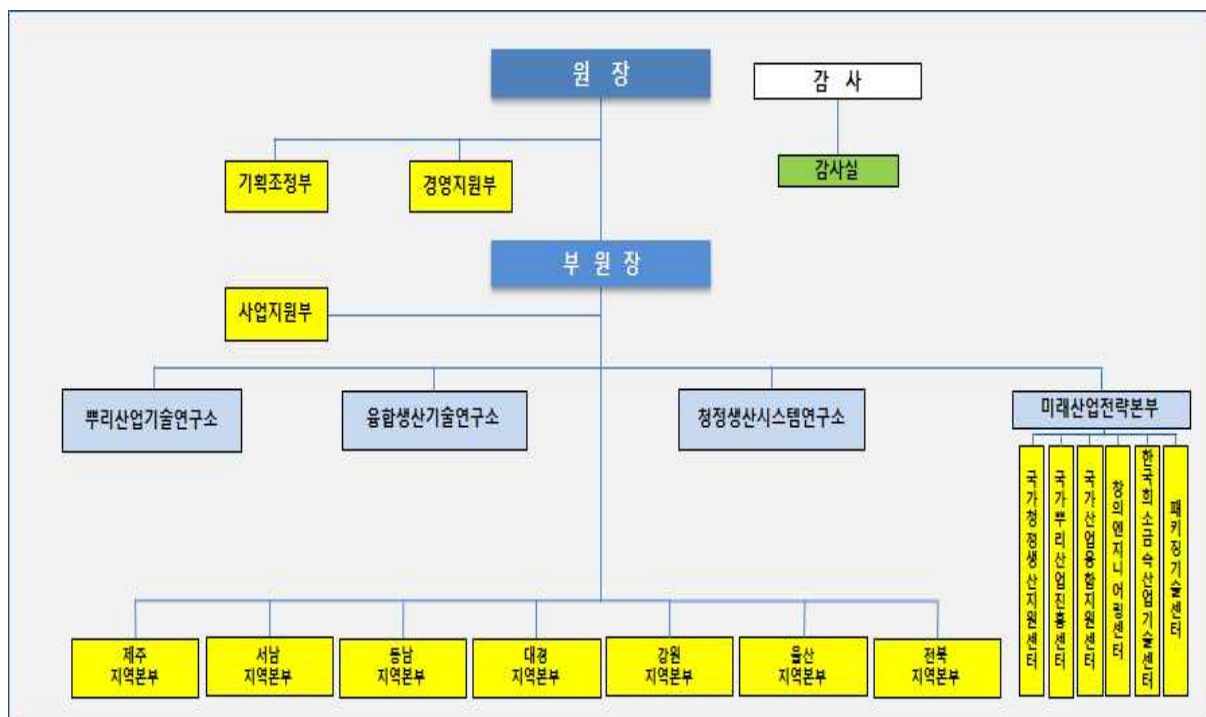 원 장
감 사
기획조정부
경영지원부
감사실
부 원 장
사업지원부
뿌리산업기술연구소
융합생산기술연구소
청정생산시스템연구소
미래산업전략본부
국가청정생산지원센터
국가뿌리산업진흥센터
국가산업융합지원센터
창의엔지니어링센터
한국희소금속산업기술센터
패키징기술센터
제주
지역본부
서남
지역본부
동남
지역본부
대경
지역본부
강원
지역본부
울산
지역본부
전북
지역본부